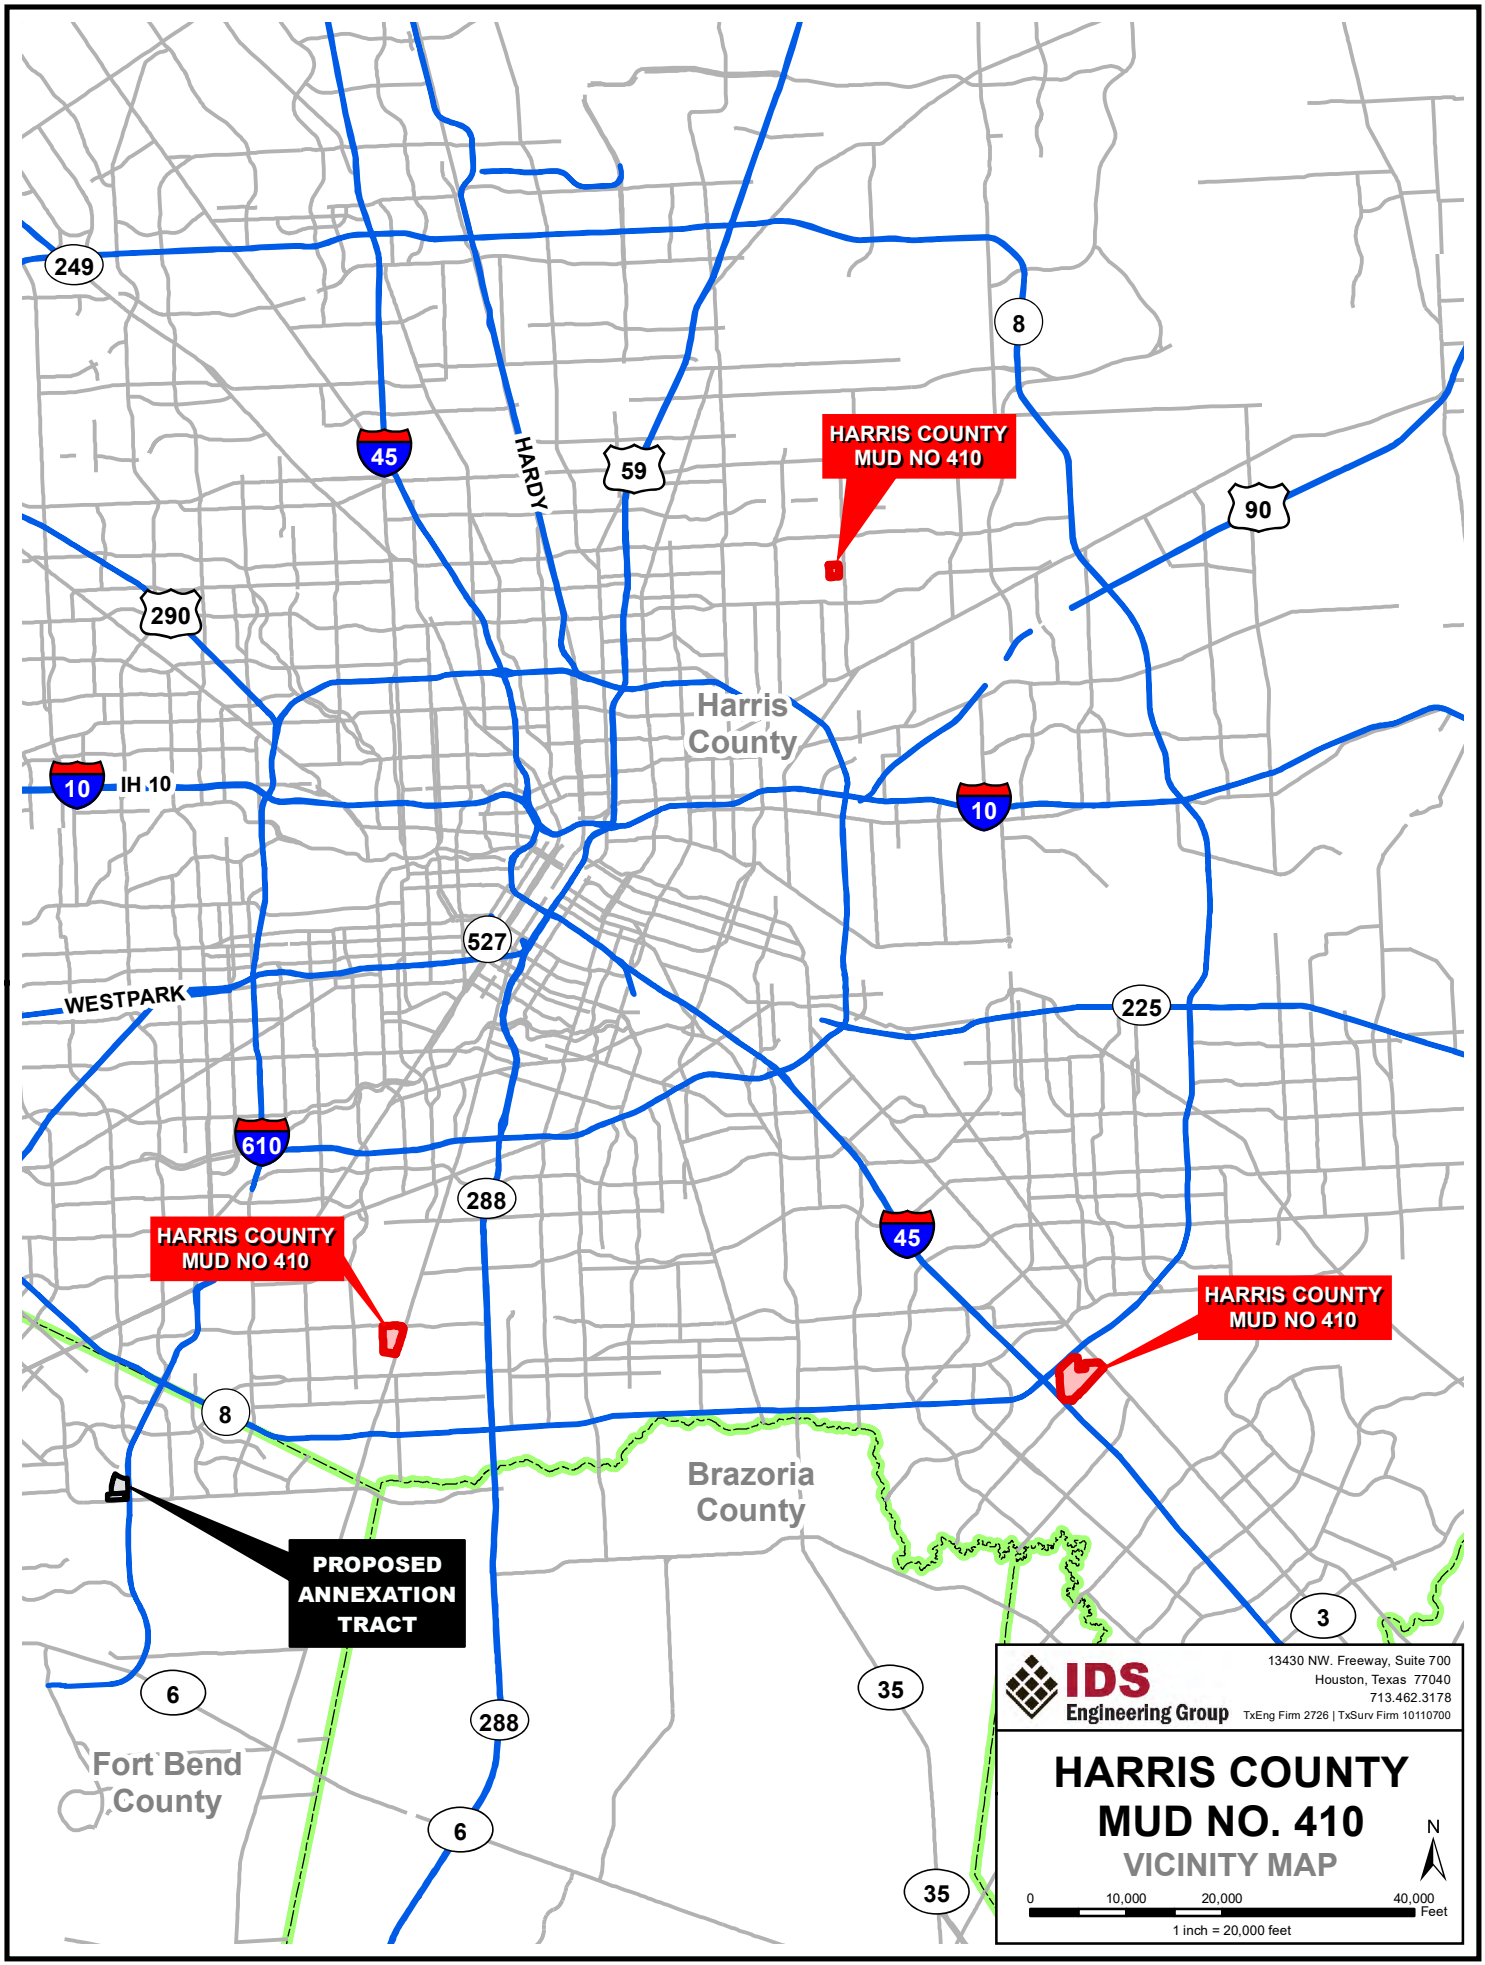 249
8
HARRIS COUNTY
MUD NO 410
45
HARDY
59
90
290
Harris
County
10
IH 10
10
527
WESTPARK
225
610
288
45
HARRIS COUNTY
MUD NO 410
HARRIS COUNTY
MUD NO 410
8
Brazoria
County
PROPOSED
ANNEXATION
TRACT
3
6
35
288
Fort Bend
County
6
35
IDS
Engineering Group
13430 NW. Freeway, Suite 700
Houston, Texas 77040
713.462.3178
TxEng Firm 2726 | TxSurv Firm 10110700
HARRIS COUNTY
MUD NO. 410
VICINITY MAP
N
0 10,000 20,000 40,000
Feet
1 inch = 20,000 feet